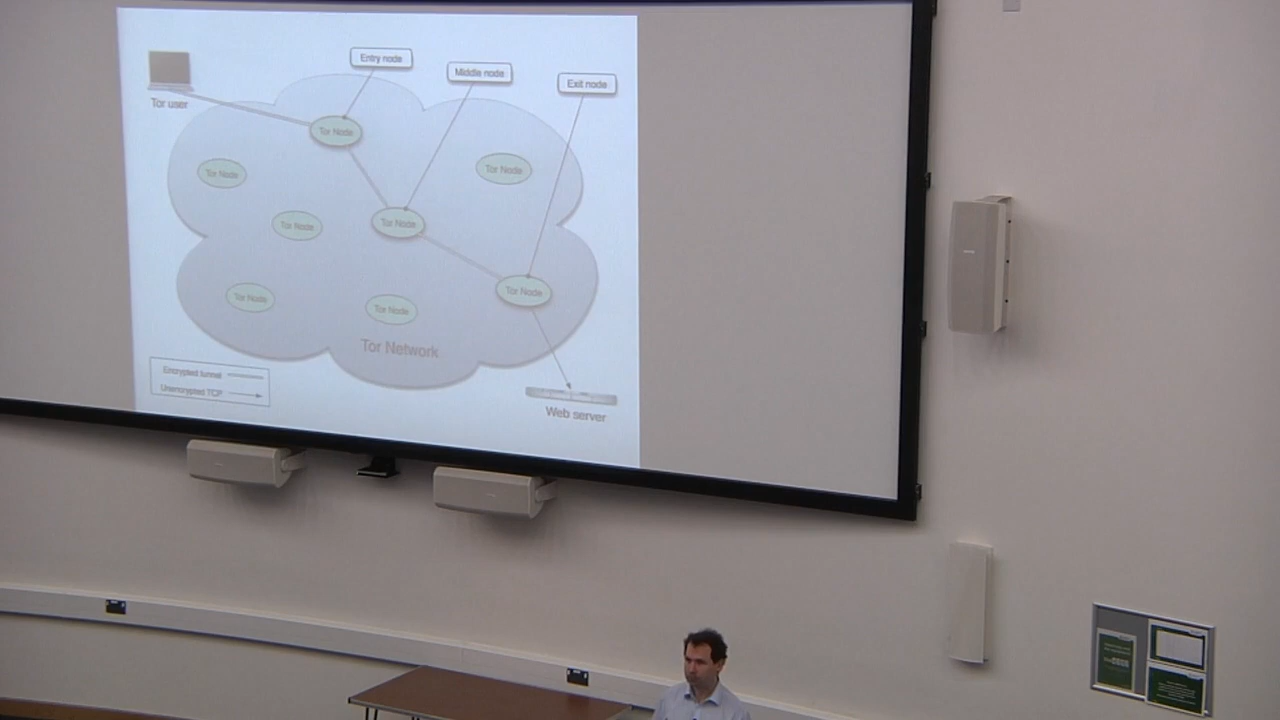 Entry node
Middle node
Exit node
Tor user
Tor Node
Tor Node
Tor Node
Tor Node
Tor Node
Tor Node
Tor Node
Tor Node
Tor Network
Encrypted tunnel
Unencrypted TCP
Web server